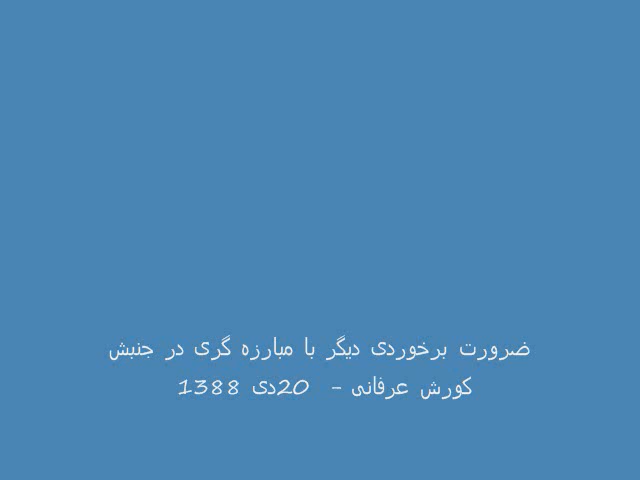 ضرورت برخوردی دیگر با مبارزه گری در جنبش
کورش عرفانی - 20دی 1388